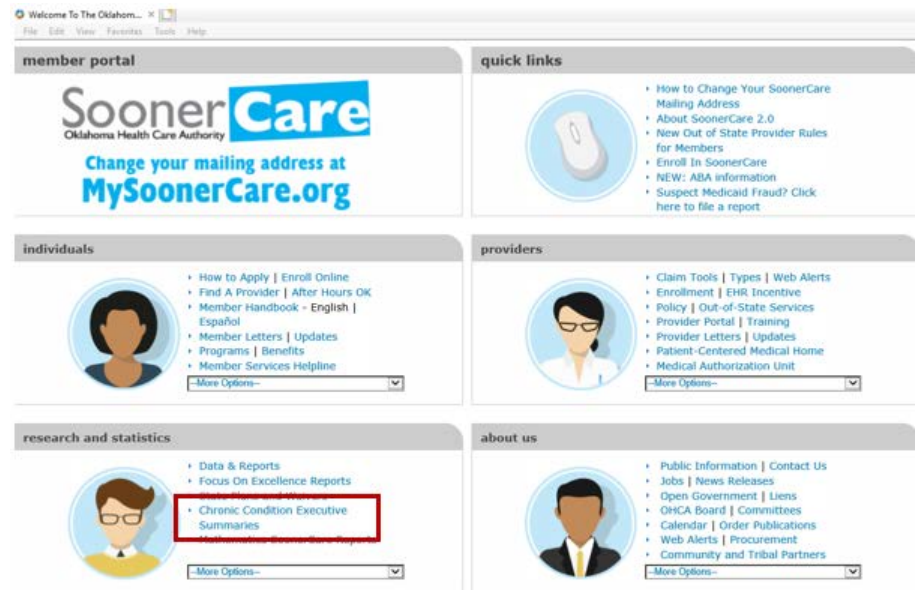 Welcome To The Oklahom...
File Edit View Favorites Tools Help
member portal
SoonerCare
Oklahoma Health Care Authority
Change your mailing address at
MySoonerCare.org
quick links
How to Change Your SoonerCare
Mailing Address
About SoonerCare 2.0
New Out of State Provider Rules
for Members
Enroll In SoonerCare
NEW: ABA information
Suspect Medicaid Fraud? Click
here to file a report
individuals
How to Apply | Enroll Online
Find A Provider | After Hours OK
Member Handbook - English |
Español
Member Letters | Updates
Programs | Benefits
Member Services Helpline
--More Options--
providers
Claim Tools | Types | Web Alerts
Enrollment | EHR Incentive
Policy | Out-of-State Services
Provider Portal | Training
Provider Letters | Updates
Patient-Centered Medical Home
Medical Authorization Unit
--More Options--
research and statistics
Data & Reports
Focus On Excellence Reports
State Plans and Waivers
Chronic Condition Executive
Summaries
Mathematica SoonerCare Reports
--More Options--
about us
Public Information | Contact Us
Jobs | News Releases
Open Government | Liens
OHCA Board | Committees
Calendar | Order Publications
Web Alerts | Procurement
Community and Tribal Partners
--More Options--